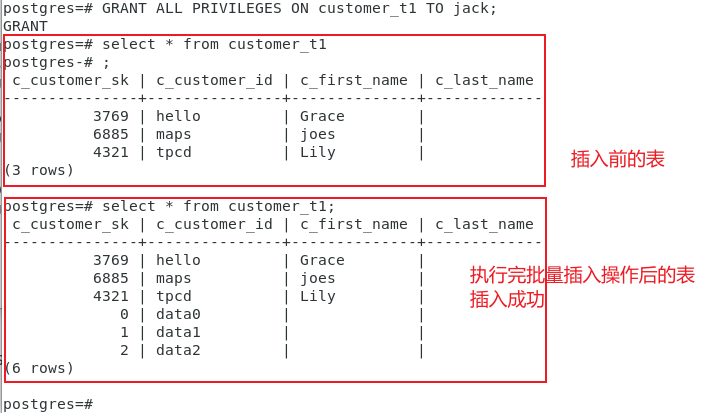 postgres=# GRANT ALL PRIVILEGES ON customer_t1 TO jack;
GRANT
postgres=# select * from customer_t1
postgres-# ;
 c_customer_sk | c_customer_id | c_first_name | c_last_name
---------------+---------------+--------------+-------------
          3769 | hello         | Grace        |
          6885 | maps          | joes         |
          4321 | tpcd          | Lily         |
(3 rows)
插入前的表
postgres=# select * from customer_t1;
 c_customer_sk | c_customer_id | c_first_name | c_last_name
---------------+---------------+--------------+-------------
          3769 | hello         | Grace        |
          6885 | maps          | joes         |
          4321 | tpcd          | Lily         |
             0 | data0         |              |
             1 | data1         |              |
             2 | data2         |              |
(6 rows)
执行完批量插入操作后的表
插入成功
postgres=#